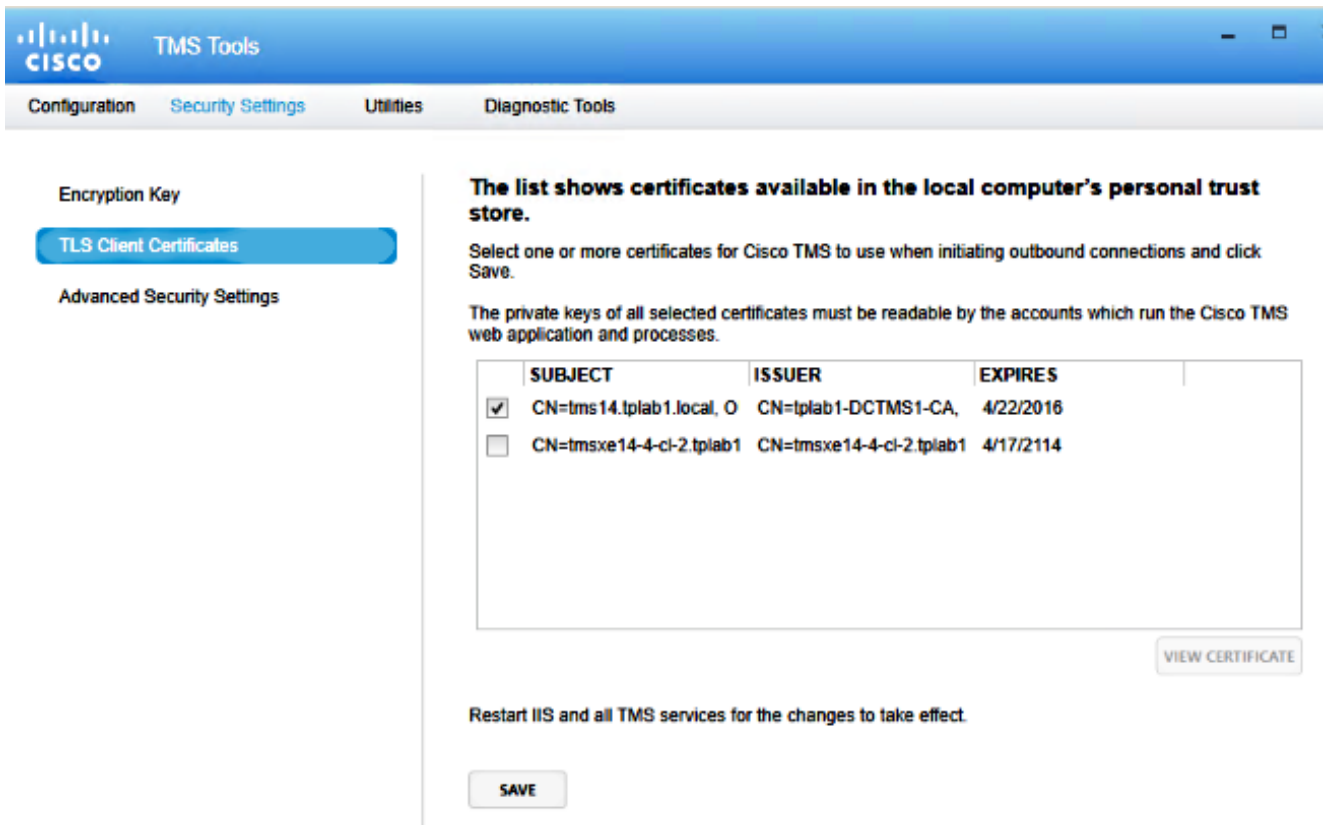 CISCO
TMS Tools
Configuration Security Settings Utilities Diagnostic Tools
Encryption Key
TLS Client Certificates
Advanced Security Settings
The list shows certificates available in the local computer's personal trust
store.
Select one or more certificates for Cisco TMS to use when initiating outbound connections and click
Save.
The private keys of all selected certificates must be readable by the accounts which run the Cisco TMS
web application and processes.
SUBJECT ISSUER EXPIRES
CN=tms14.tplab1.local, O CN=tplab1-DCTMS1-CA, 4/22/2016
CN=tmsxe14-4-cl-2.tplab1 CN=tmsxe14-4-cl-2.tplab1 4/17/2114
VIEW CERTIFICATE
Restart IIS and all TMS services for the changes to take effect.
SAVE